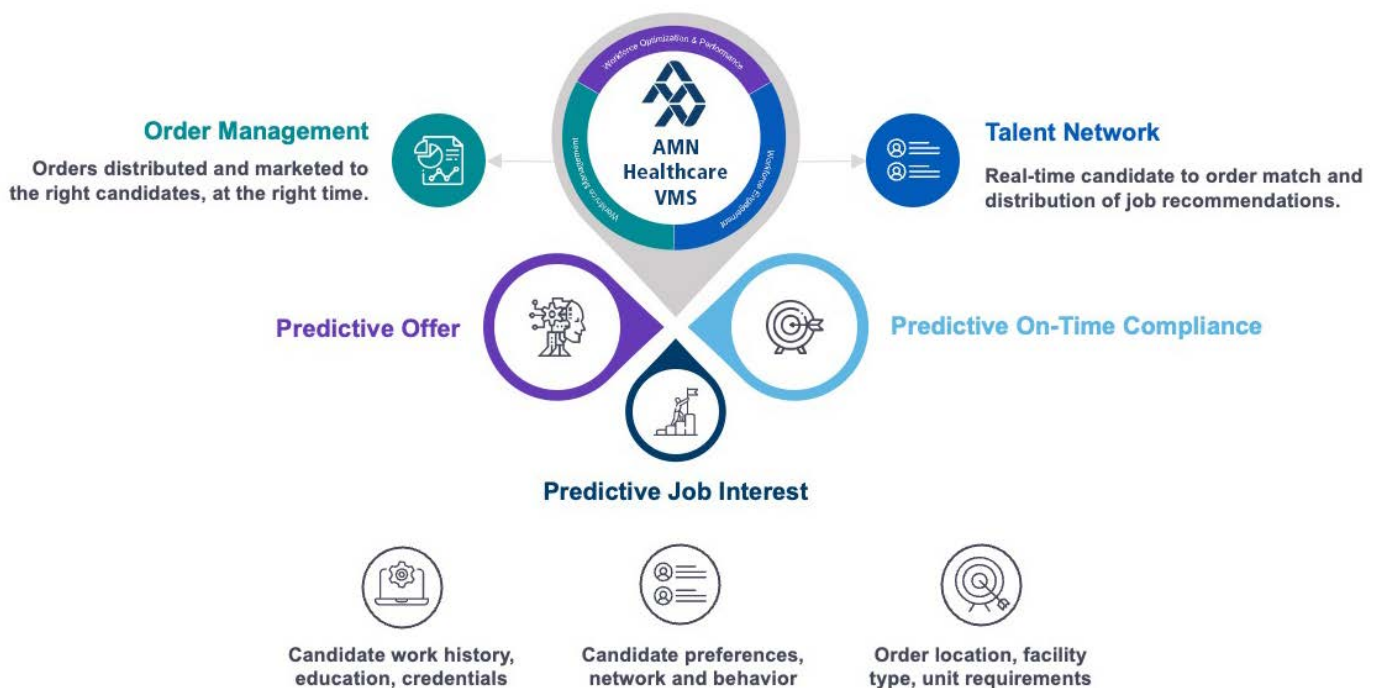 Workforce Optimization & Performance
Workforce Management
Workforce Engagement
AMN
Healthcare
VMS
Order Management
Orders distributed and marketed to
the right candidates, at the right time.
Talent Network
Real-time candidate to order match and
distribution of job recommendations.
Predictive Offer
Predictive On-Time Compliance
Predictive Job Interest
Candidate work history,
education, credentials
Candidate preferences,
network and behavior
Order location, facility
type, unit requirements